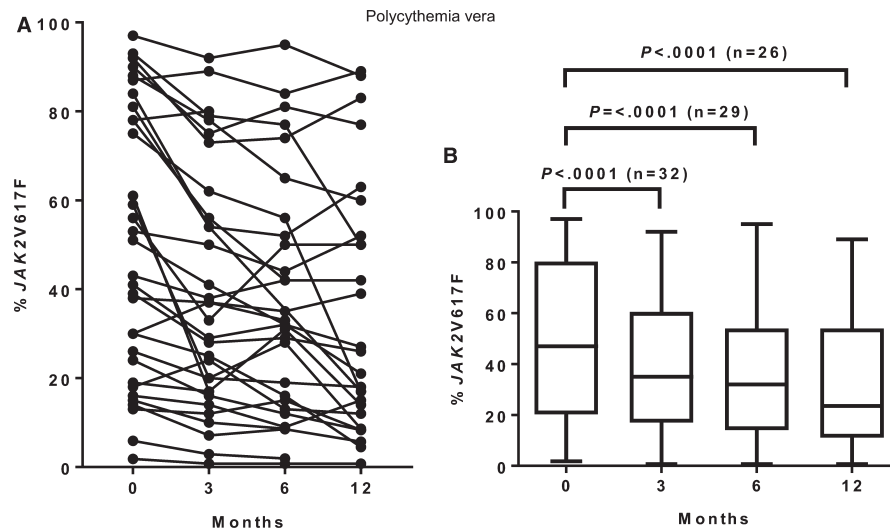 Polycythemia vera
A
100
80
60
40
20
0
% JAK2V617F
0 3 6 12
Months
B
P<.0001 (n=26)
P=<.0001 (n=29)
P<.0001 (n=32)
100
80
60
40
20
0
% JAK2V617F
0 3 6 12
Months